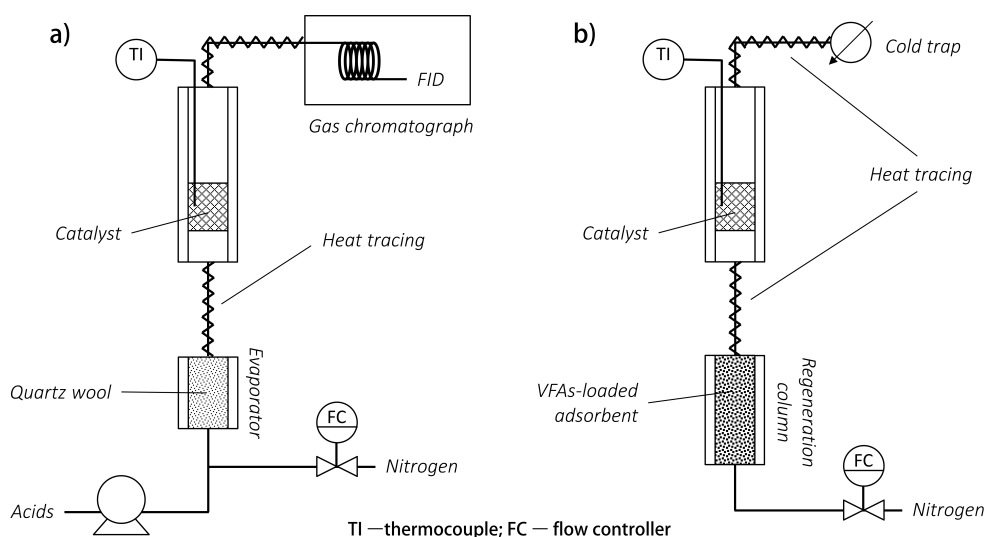 a)
TI
FID
Gas chromatograph
Catalyst
Heat tracing
Quartz wool
Evaporator
FC
Nitrogen
Acids
b)
TI
Cold trap
Heat tracing
Catalyst
VFAs-loaded
adsorbent
Regeneration
column
FC
Nitrogen
TI —thermocouple; FC — flow controller